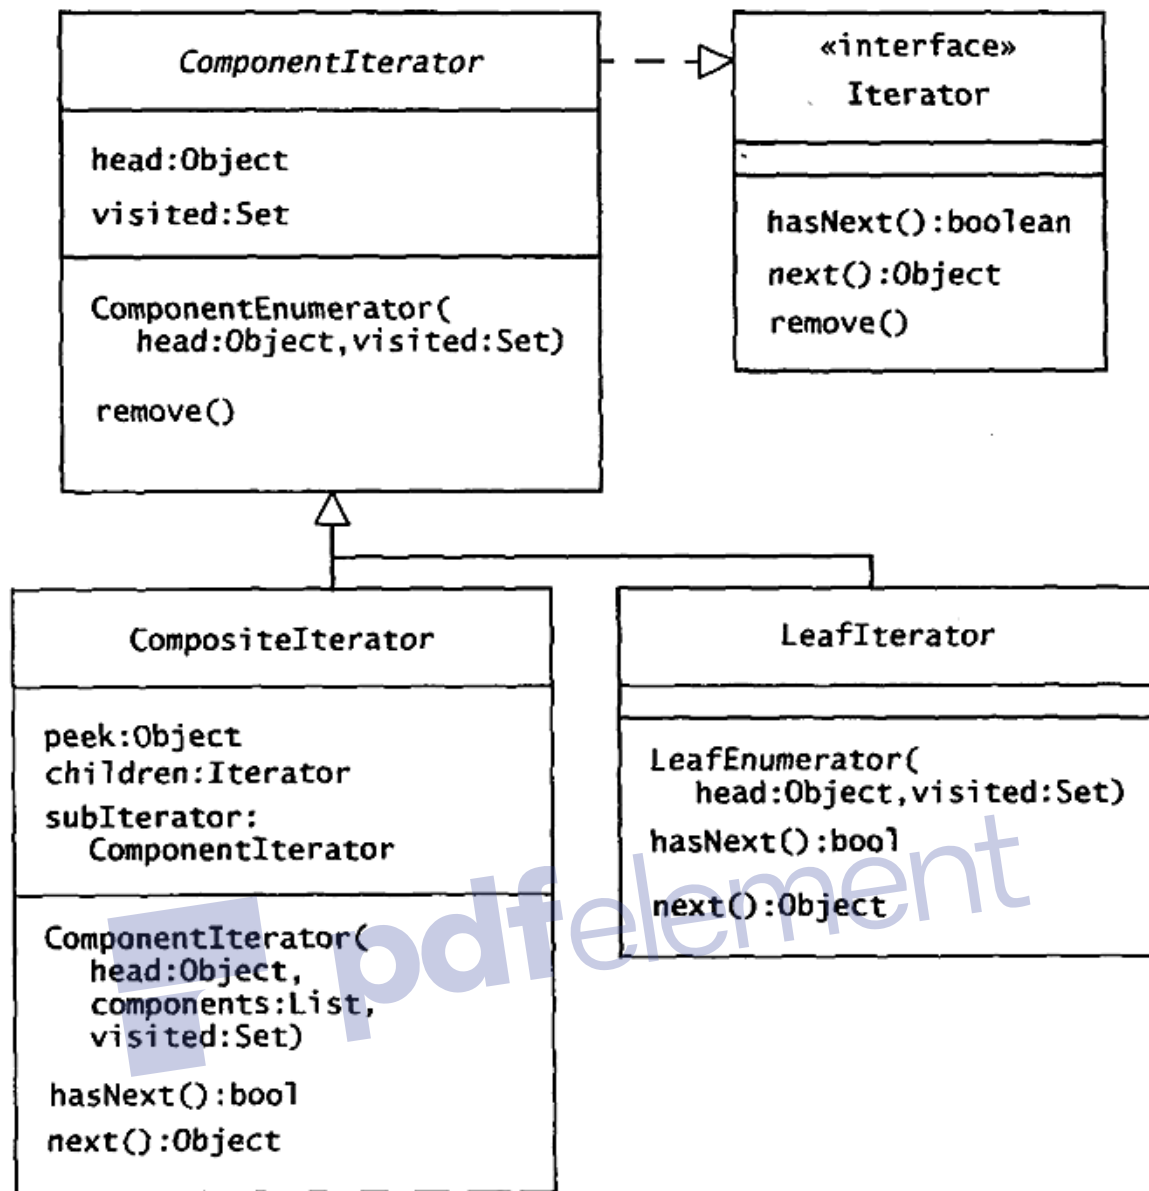 ComponentIterator
head:Object
visited:Set
ComponentEnumerator(
head:Object,visited:Set)
remove()
«interface»
Iterator
hasNext():boolean
next():Object
remove()
CompositeIterator
peek:Object
children:Iterator
subIterator:
ComponentIterator
ComponentIterator(
head:Object,
components:List,
visited:Set)
hasNext():bool
next():Object
LeafIterator
LeafEnumerator(
head:Object,visited:Set)
hasNext():bool
next():Object
pdfelement